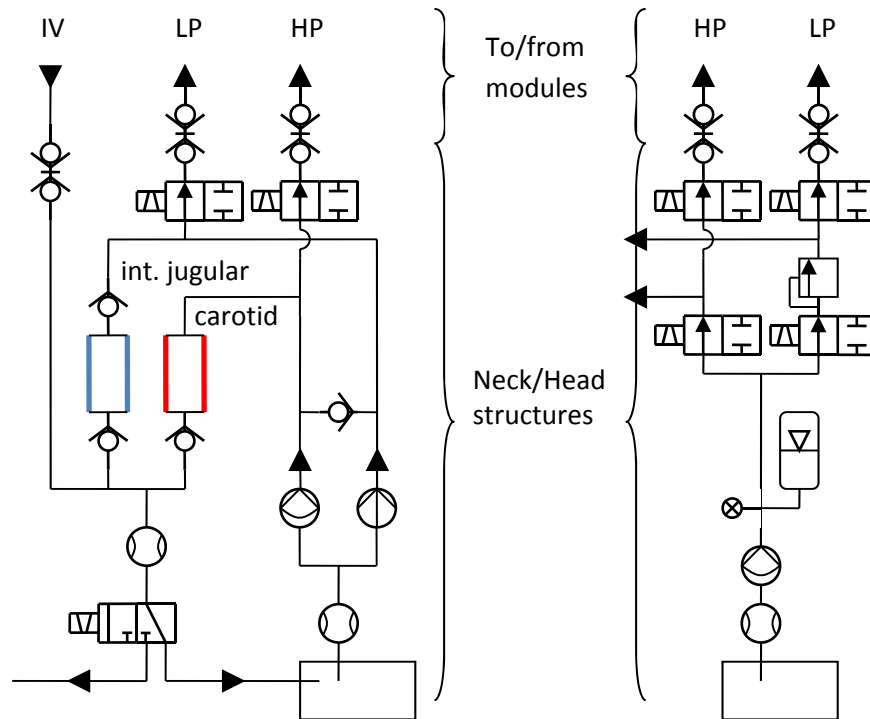 IV
LP
HP
To/from
modules
HP
LP
int. jugular
carotid
Neck/Head
structures